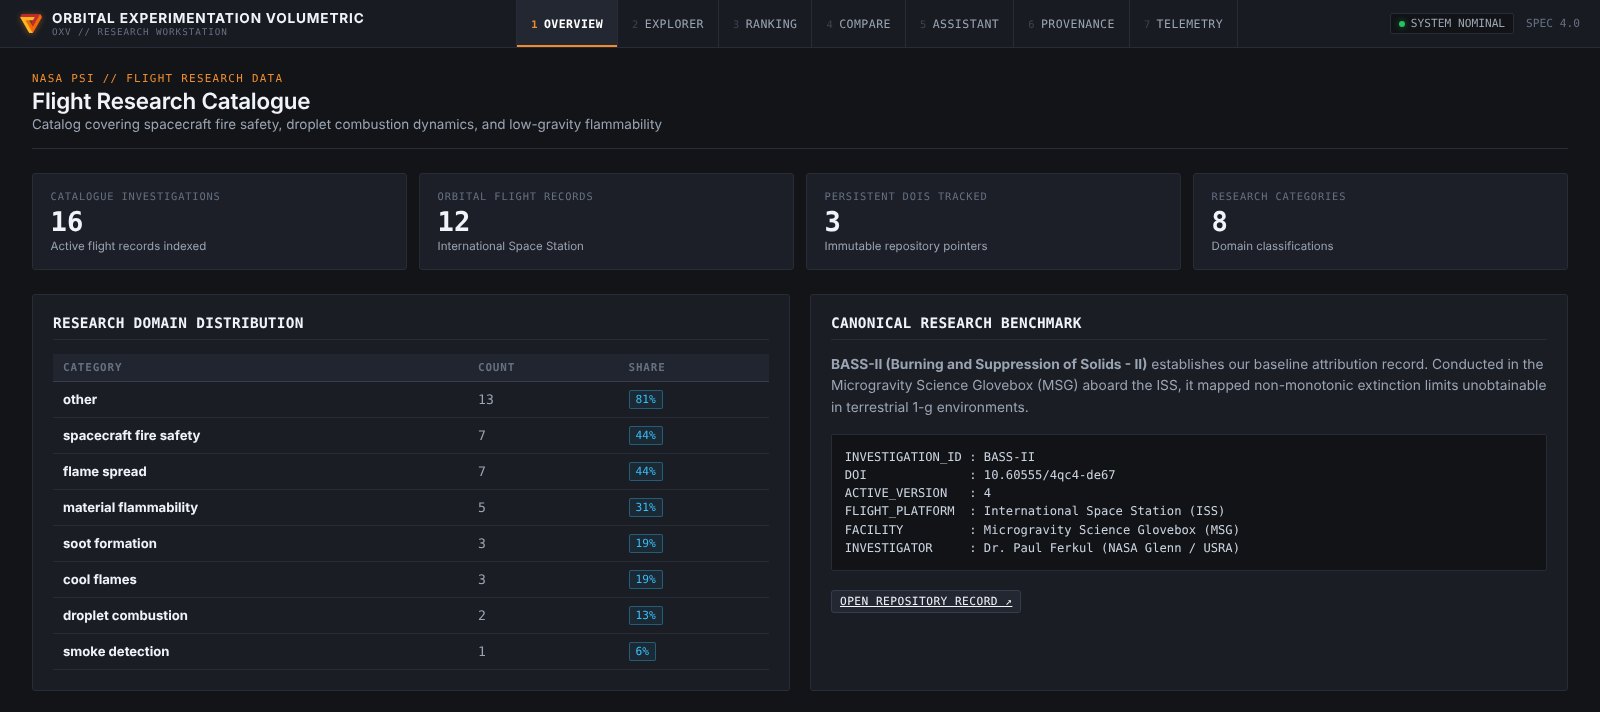 ORBITAL EXPERIMENTATION VOLUMETRIC
OXV // RESEARCH WORKSTATION
1 OVERVIEW
2 EXPLORER
3 RANKING
4 COMPARE
5 ASSISTANT
6 PROVENANCE
7 TELEMETRY
SYSTEM NOMINAL
SPEC 4.0
NASA PSI // FLIGHT RESEARCH DATA
Flight Research Catalogue
Catalog covering spacecraft fire safety, droplet combustion dynamics, and low-gravity flammability
CATALOGUE INVESTIGATIONS
16
Active flight records indexed
ORBITAL FLIGHT RECORDS
12
International Space Station
PERSISTENT DOIS TRACKED
3
Immutable repository pointers
RESEARCH CATEGORIES
8
Domain classifications
RESEARCH DOMAIN DISTRIBUTION
CATEGORY COUNT SHARE
other 13 81%
spacecraft fire safety 7 44%
flame spread 7 44%
material flammability 5 31%
soot formation 3 19%
cool flames 3 19%
droplet combustion 2 13%
smoke detection 1 6%
CANONICAL RESEARCH BENCHMARK
BASS-II (Burning and Suppression of Solids - II) establishes our baseline attribution record. Conducted in the
Microgravity Science Glovebox (MSG) aboard the ISS, it mapped non-monotonic extinction limits unobtainable
in terrestrial 1-g environments.
INVESTIGATION_ID : BASS-II
DOI : 10.60555/4qc4-de67
ACTIVE_VERSION : 4
FLIGHT_PLATFORM : International Space Station (ISS)
FACILITY : Microgravity Science Glovebox (MSG)
INVESTIGATOR : Dr. Paul Ferkul (NASA Glenn / USRA)
OPEN REPOSITORY RECORD ↗